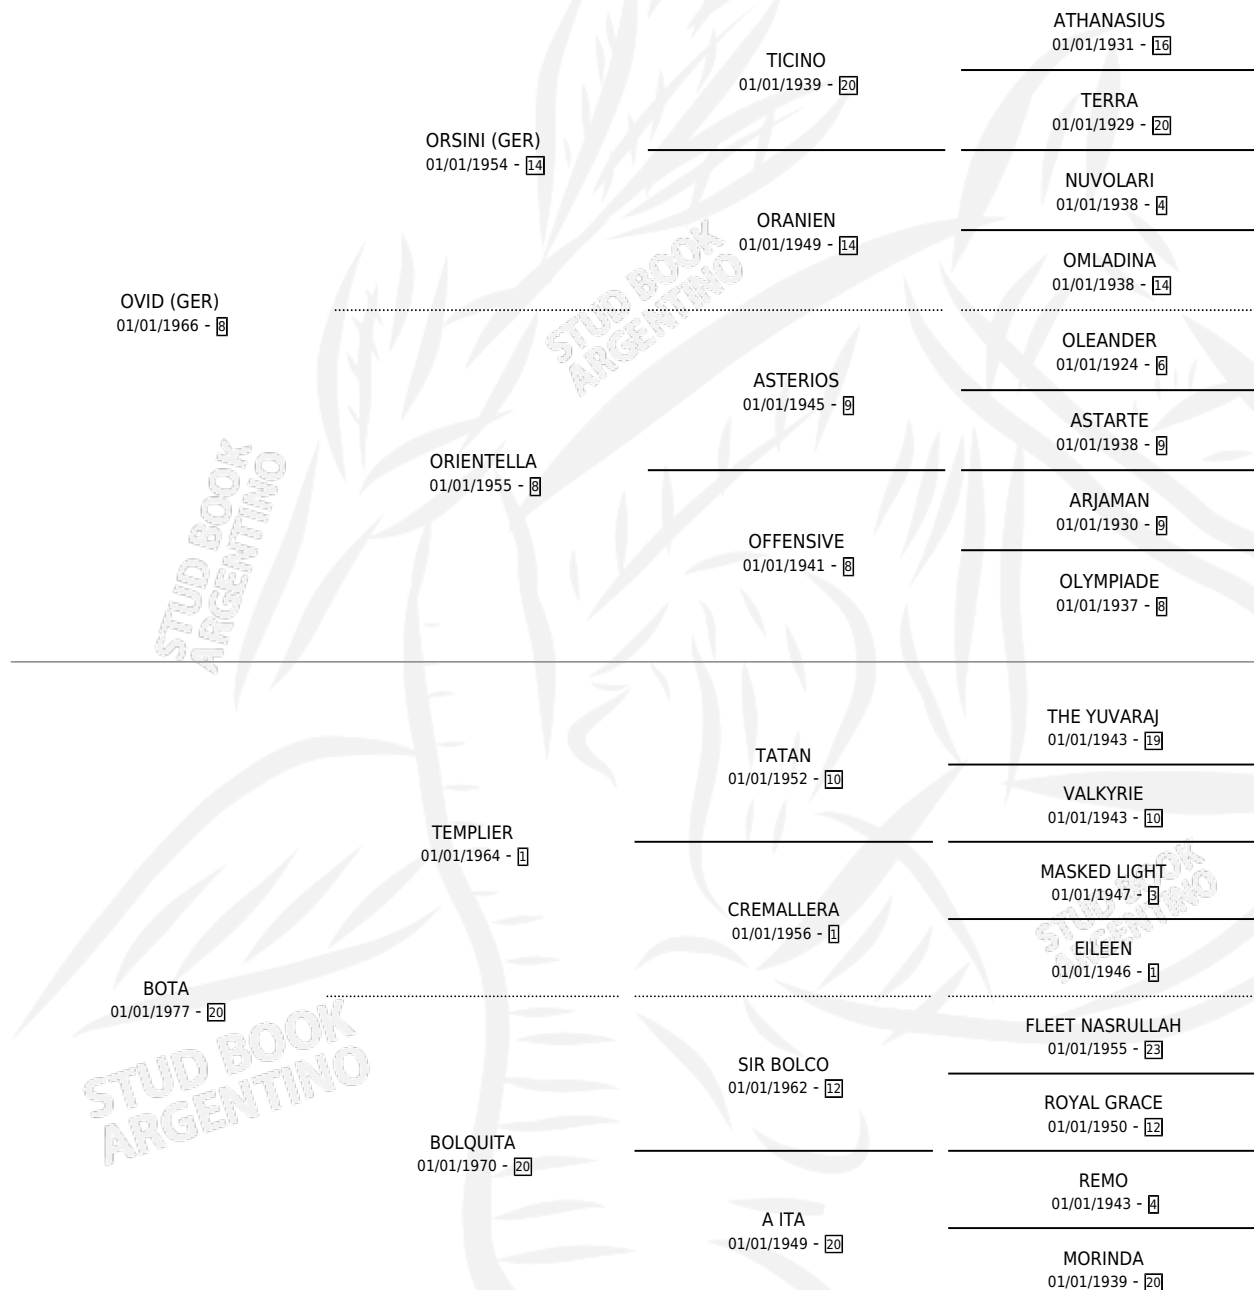 ATHANASIUS
01/01/1931 - 16
TICINO
01/01/1939 - 20
TERRA
01/01/1929 - 20
ORSINI (GER)
01/01/1954 - 14
NUVOLARI
01/01/1938 - 4
ORANIEN
01/01/1949 - 14
OMLADINA
01/01/1938 - 14
OVID (GER)
01/01/1966 - 8
OLEANDER
01/01/1924 - 6
ASTERIOS
01/01/1945 - 9
ASTARTE
01/01/1938 - 9
ORIENTELLA
01/01/1955 - 8
ARJAMAN
01/01/1930 - 9
OFFENSIVE
01/01/1941 - 8
OLYMPIADE
01/01/1937 - 8
THE YUVARAJ
01/01/1943 - 19
TATAN
01/01/1952 - 10
VALKYRIE
01/01/1943 - 10
TEMPLIER
01/01/1964 - 1
MASKED LIGHT
01/01/1947 - 3
CREMALLERA
01/01/1956 - 1
EILEEN
01/01/1946 - 1
BOTA
01/01/1977 - 20
FLEET NASRULLAH
01/01/1955 - 23
SIR BOLCO
01/01/1962 - 12
ROYAL GRACE
01/01/1950 - 12
BOLQUITA
01/01/1970 - 20
REMO
01/01/1943 - 4
A ITA
01/01/1949 - 20
MORINDA
01/01/1939 - 20
STUD BOOK
ARGENTINO
STUD BOOK
ARGENTINO
STUD BOOK
ARGENTINO
STUD BOOK
ARGENTINO